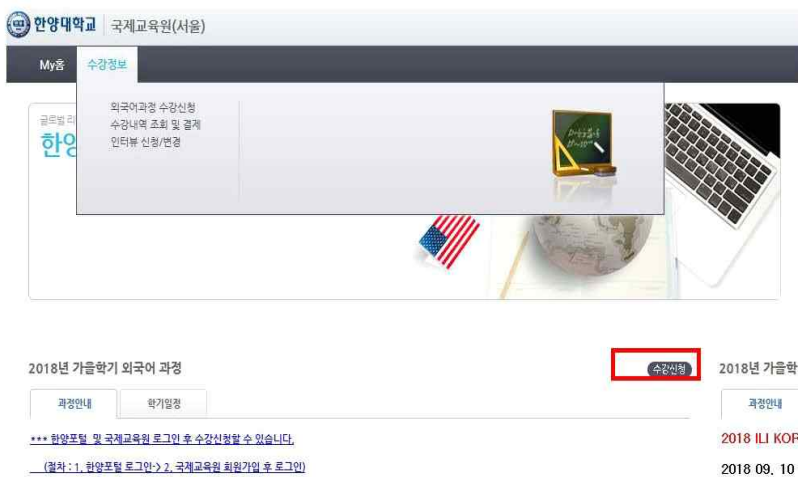 한양대학교 국제교육원(서울)
My홈 수강정보
외국어과정 수강신청
수강내역 조회 및 결제
인터뷰 신청/변경
글로벌 리
한양
2018년 가을학기 외국어 과정 수강신청
과정안내 학기일정
*** 한양포털 및 국제교육원 로그인 후 수강신청할 수 있습니다.
(절차 : 1. 한양포털 로그인-> 2. 국제교육원 회원가입 후 로그인)
2018년 가을학
과정안내
2018 ILI KOR
2018 09. 10